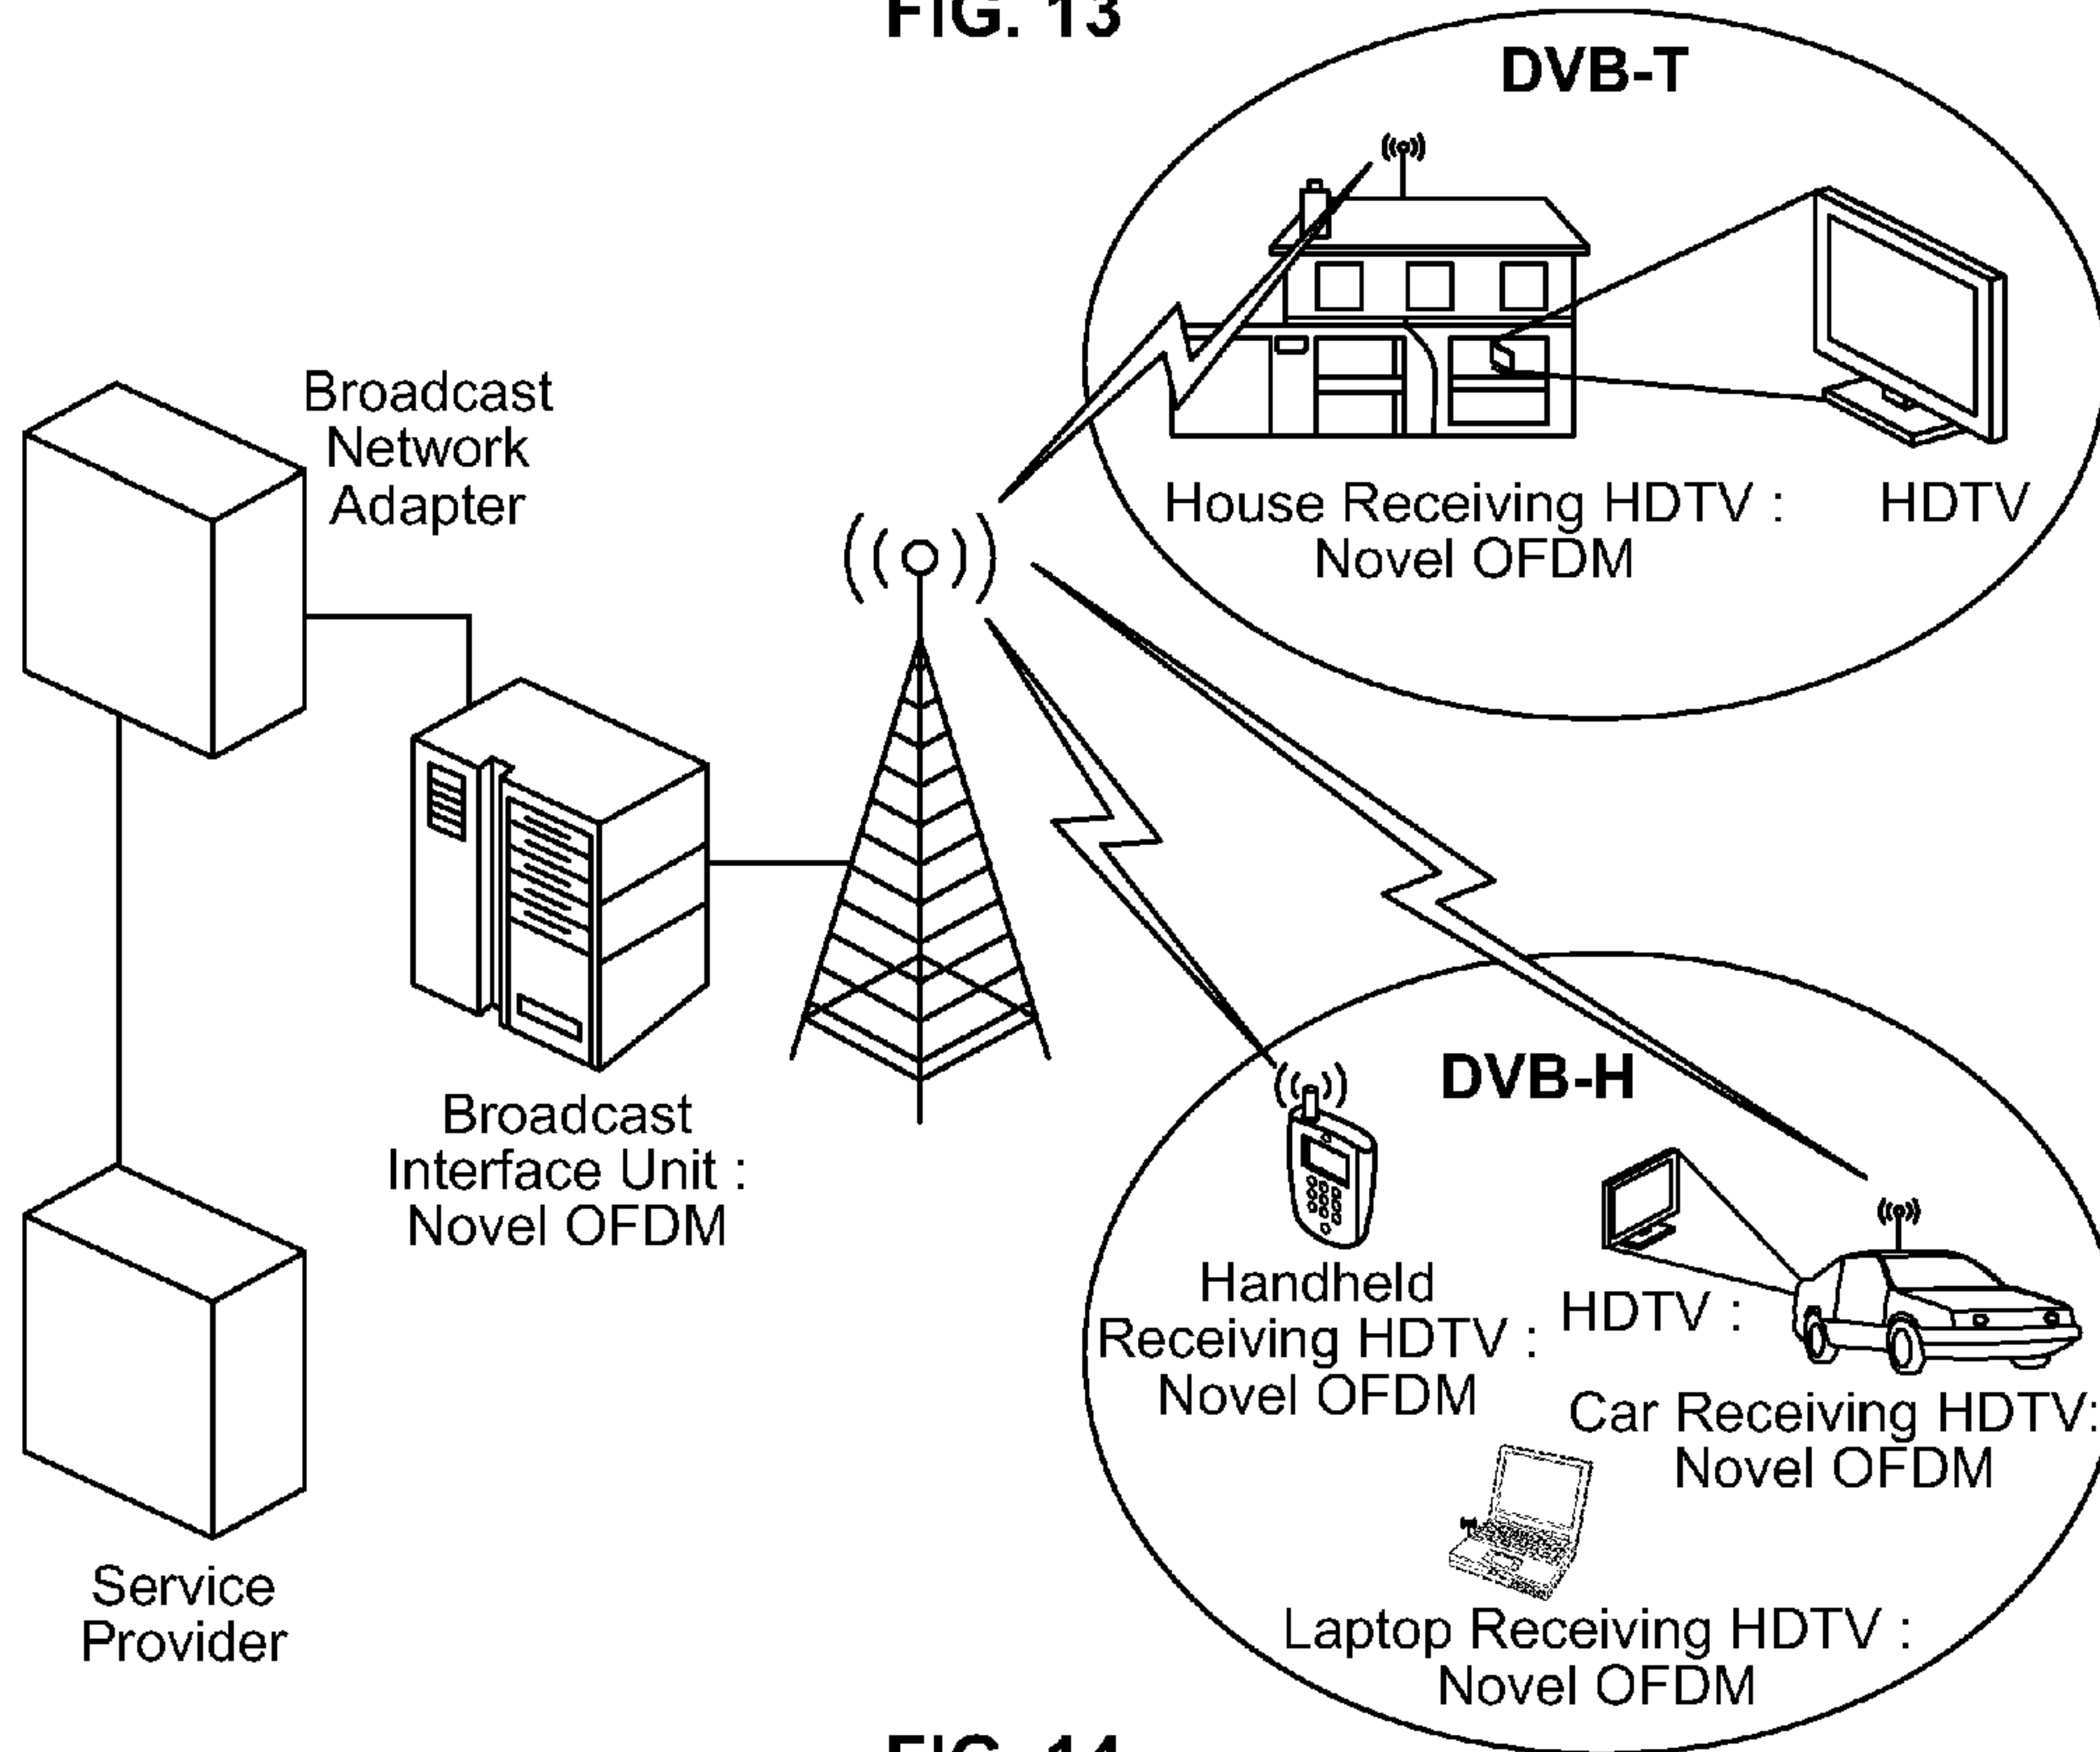 FIG. 13
DVB-T
House Receiving HDTV :
Novel OFDM
HDTV
Broadcast
Network
Adapter
Broadcast
Interface Unit :
Novel OFDM
Service
Provider
DVB-H
Handheld
Receiving HDTV :
Novel OFDM
HDTV :
Car Receiving HDTV:
Novel OFDM
Laptop Receiving HDTV :
Novel OFDM
FIG. 14